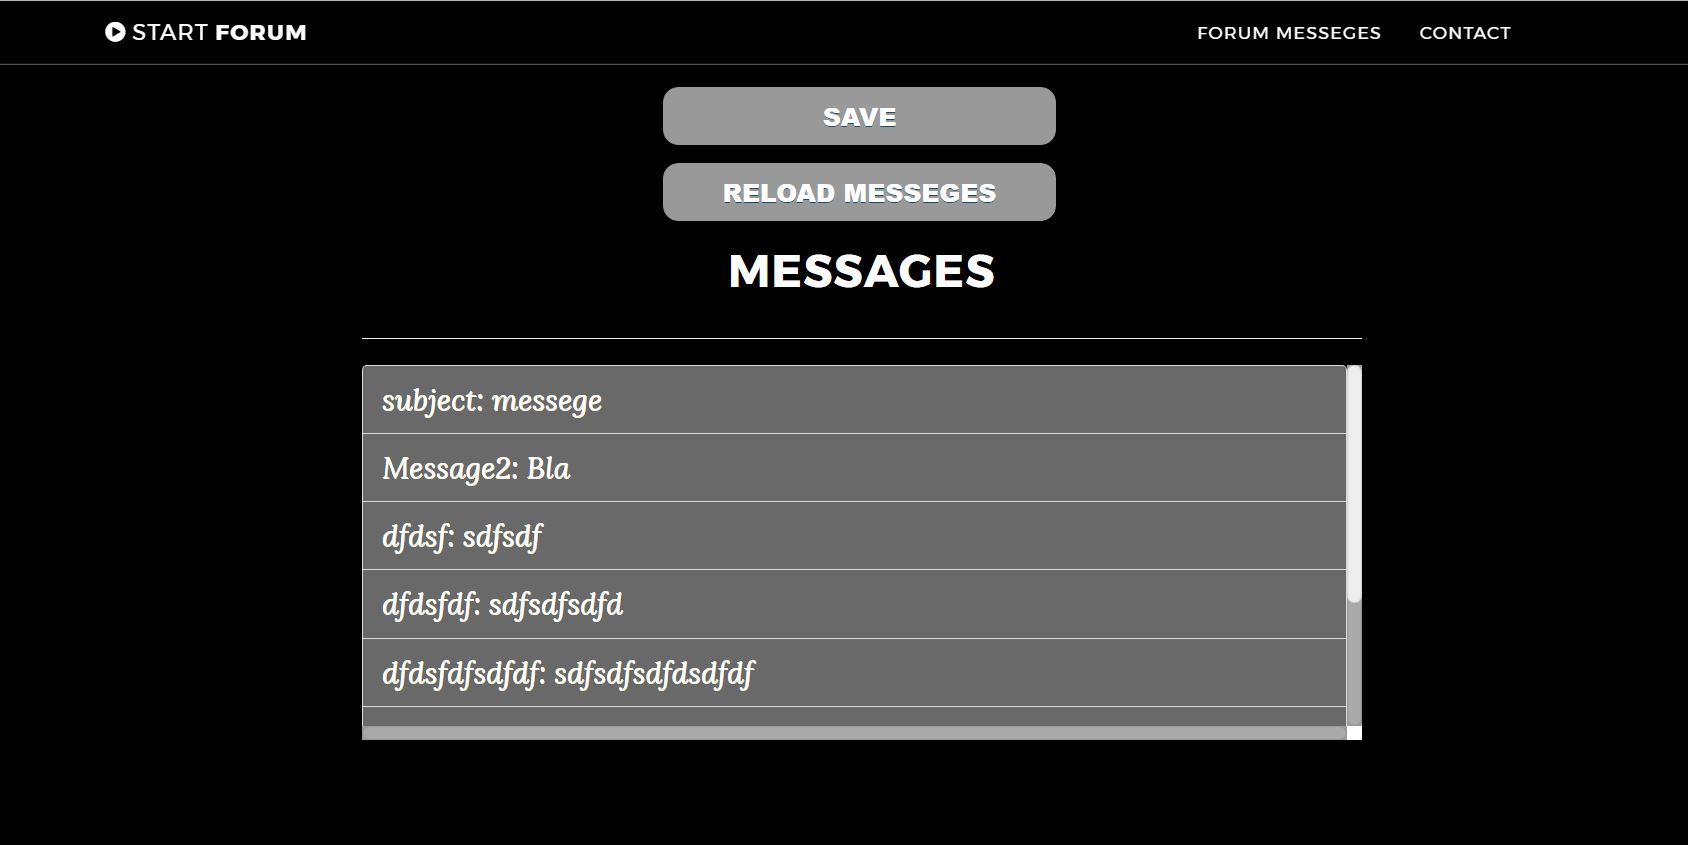 START FORUM
FORUM MESSEGES
CONTACT
SAVE
RELOAD MESSEGES
MESSAGES
subject: messege
Message2: Bla
dfdsf: sdfsdf
dfdsfdf: sdfsdfsdfd
dfdsfdfsdfdf: sdfsdfsdfdsdfdf